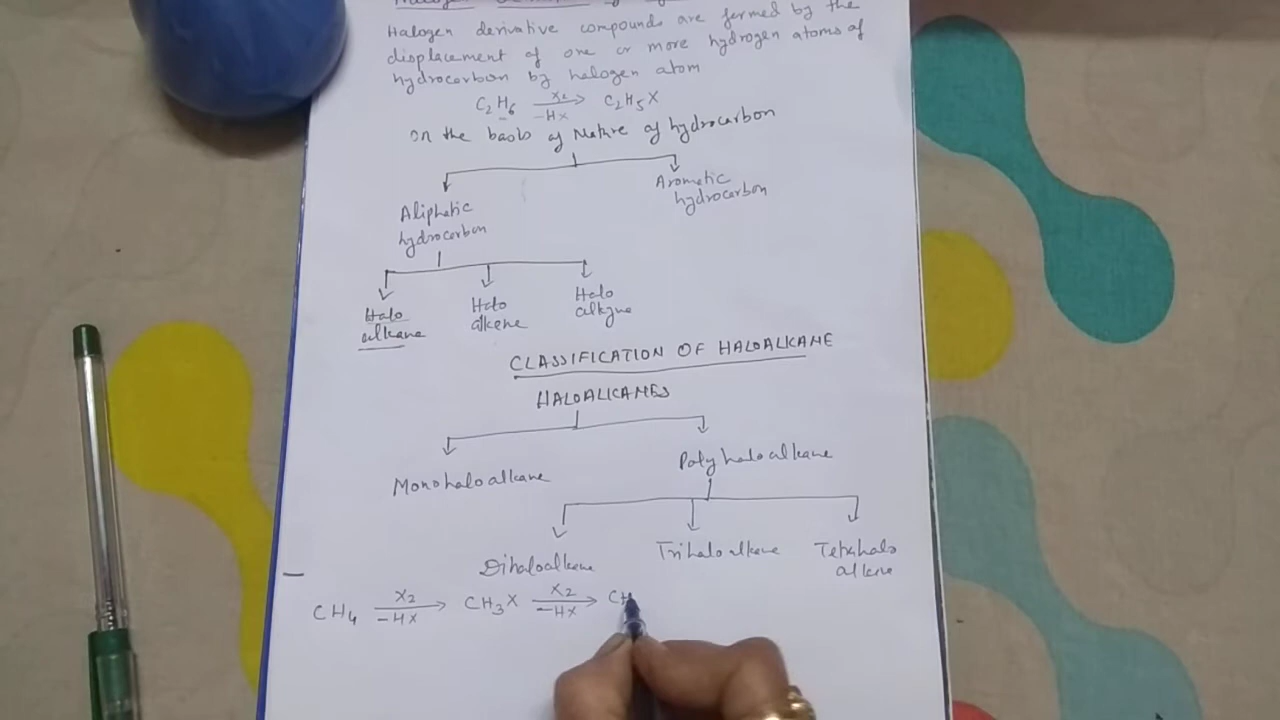 Halogen derivative compounds are formed by the
displacement of one or more hydrogen atoms of
hydrocarbon by halogen atom
C2H6 X2 -HX → C2H5X
on the basis of Nature of hydrocarbon
Aliphatic
hydrocarbon
Arometic
hydrocarbon
Halo
alkane
Halo
alkene
Halo
alkyne
CLASSIFICATION OF HALOALKANE
HALOALKANES
Monohaloalkane
Polyhaloalkane
Dihaloalkane
Trihaloalkane
Tetrahalo
alkane
CH4 X2 -HX → CH3X X2 -HX → CH